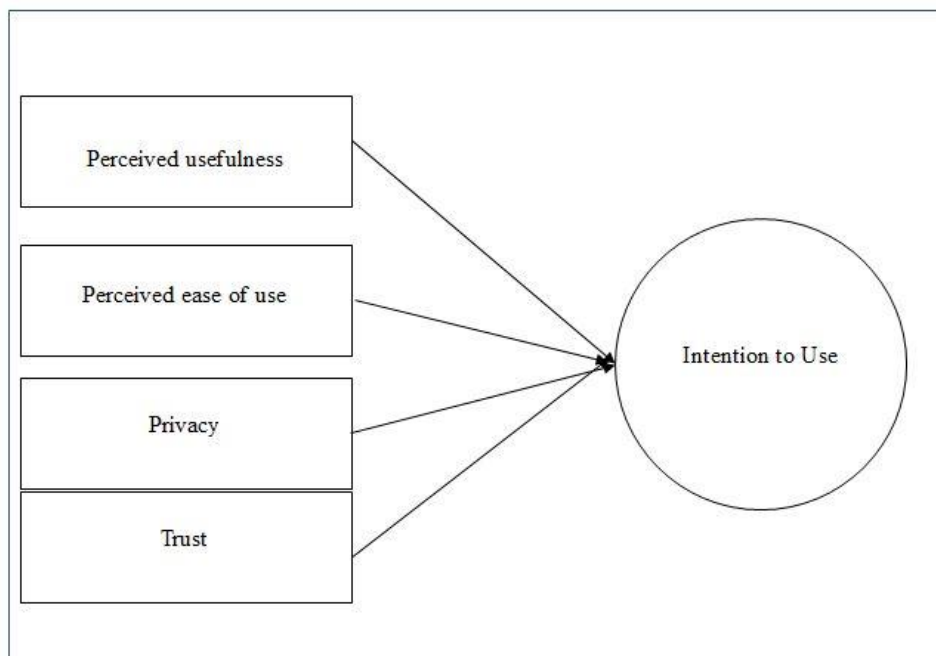 Perceived usefulness
Perceived ease of use
Privacy
Trust
Intention to Use